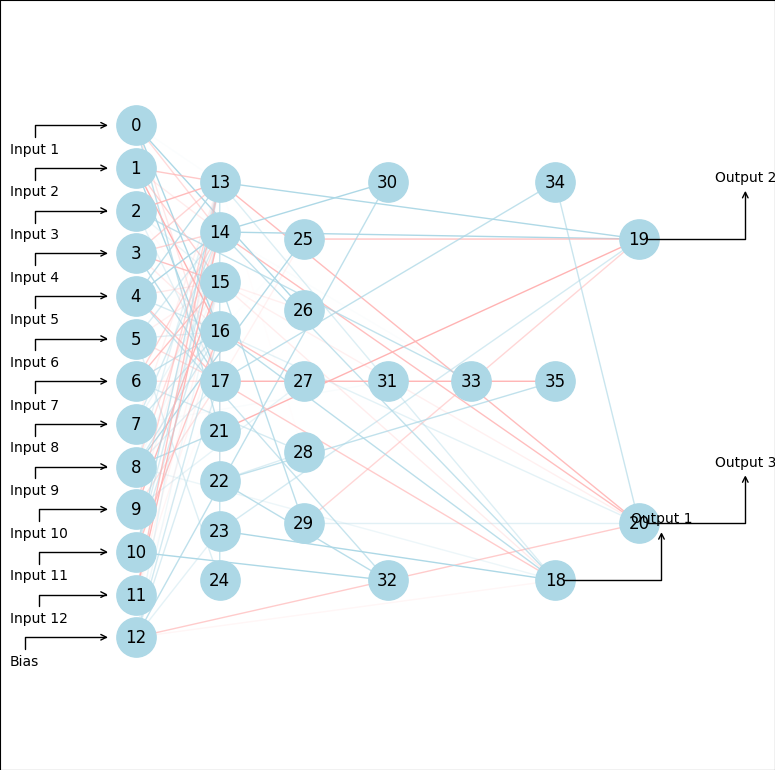 0
Input 1
1
Input 2
2
Input 3
3
Input 4
4
Input 5
5
Input 6
6
Input 7
7
Input 8
8
Input 9
9
Input 10
10
Input 11
11
Input 12
12
Bias
13
14
15
16
17
21
22
23
24
25
26
27
28
29
30
31
32
33
34
35
18
19
20
Output 2
Output 3
Output 1